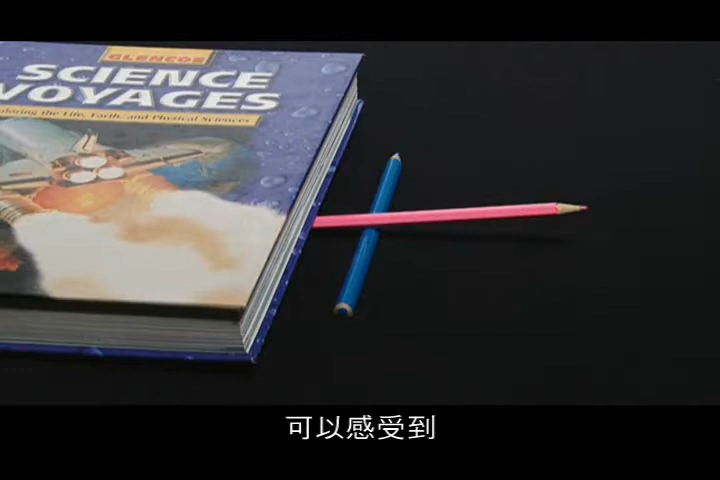 GLENCOE
SCIENCE
VOYAGES
Exploring the Life, Earth, and Physical Sciences
可以感受到